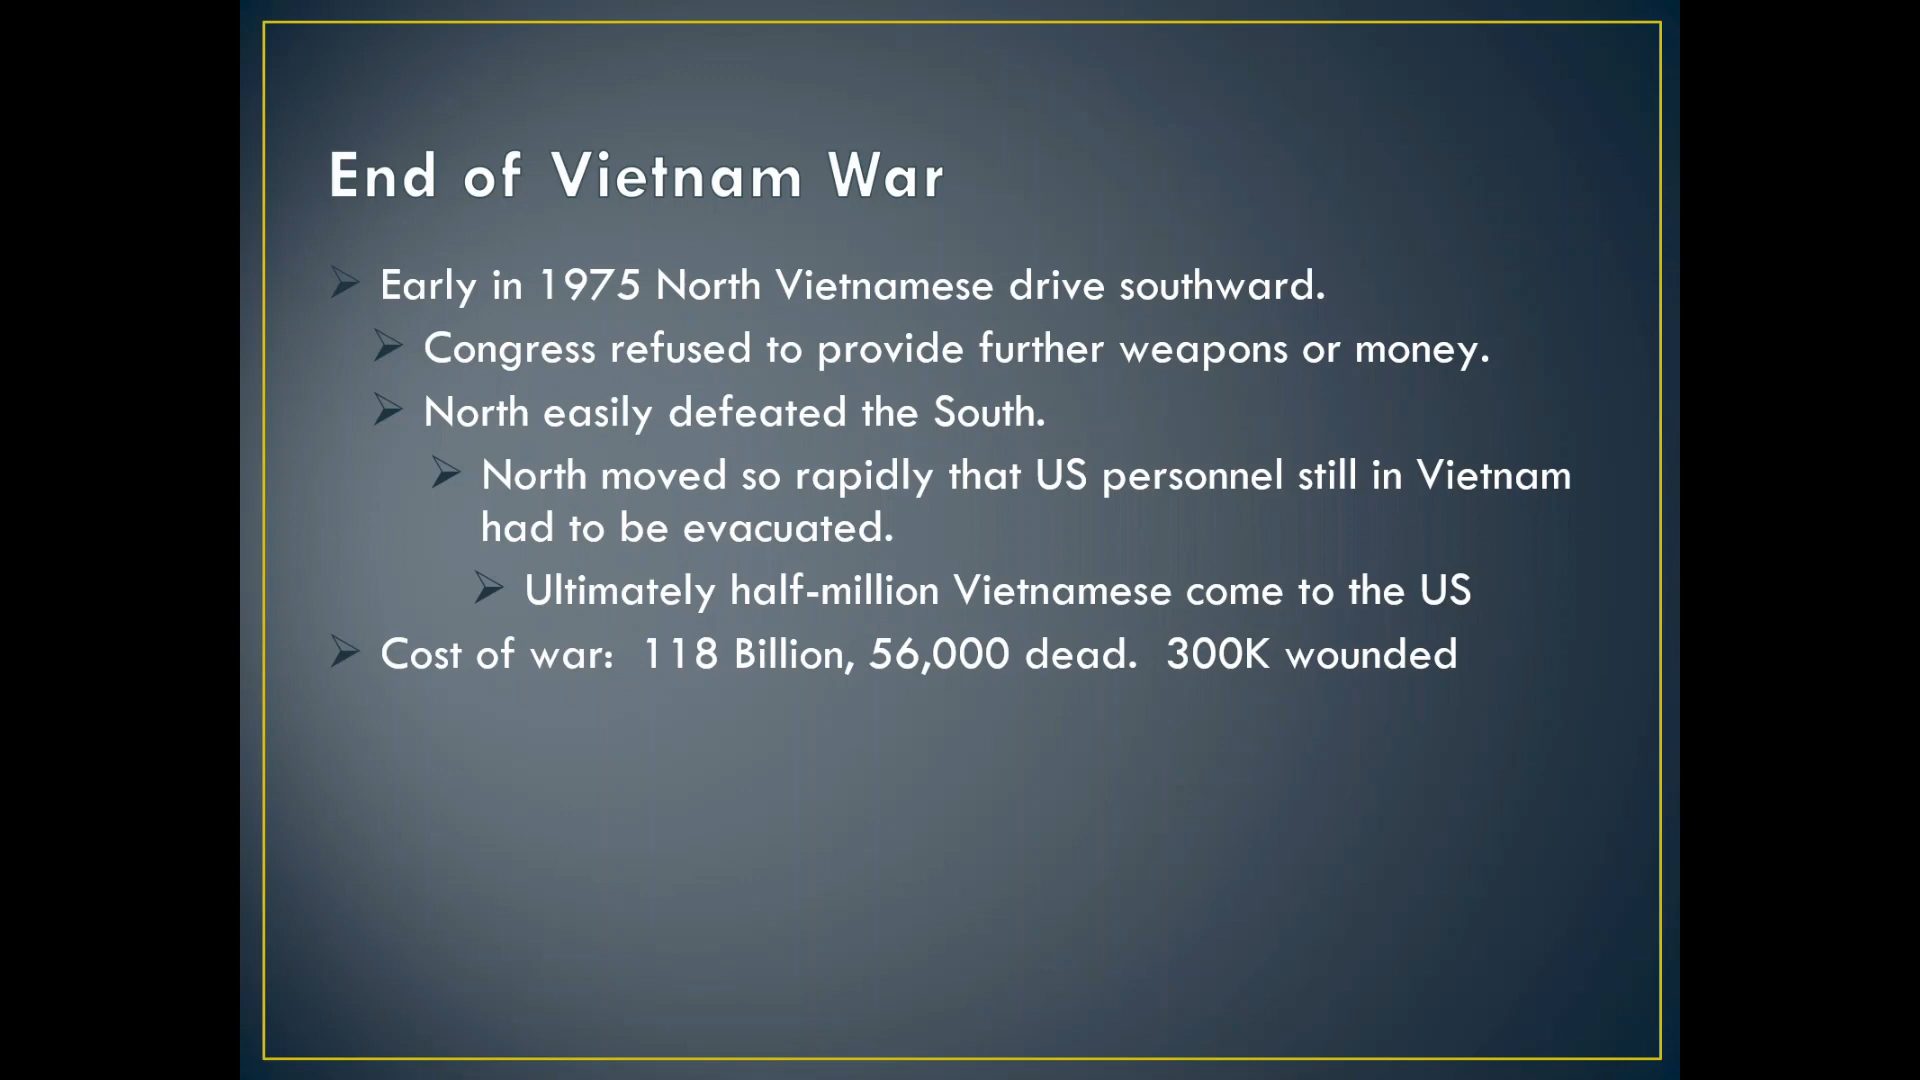 End of Vietnam War
Early in 1975 North Vietnamese drive southward.
Congress refused to provide further weapons or money.
North easily defeated the South.
North moved so rapidly that US personnel still in Vietnam
had to be evacuated.
Ultimately half-million Vietnamese come to the US
Cost of war:  118 Billion, 56,000 dead.  300K wounded